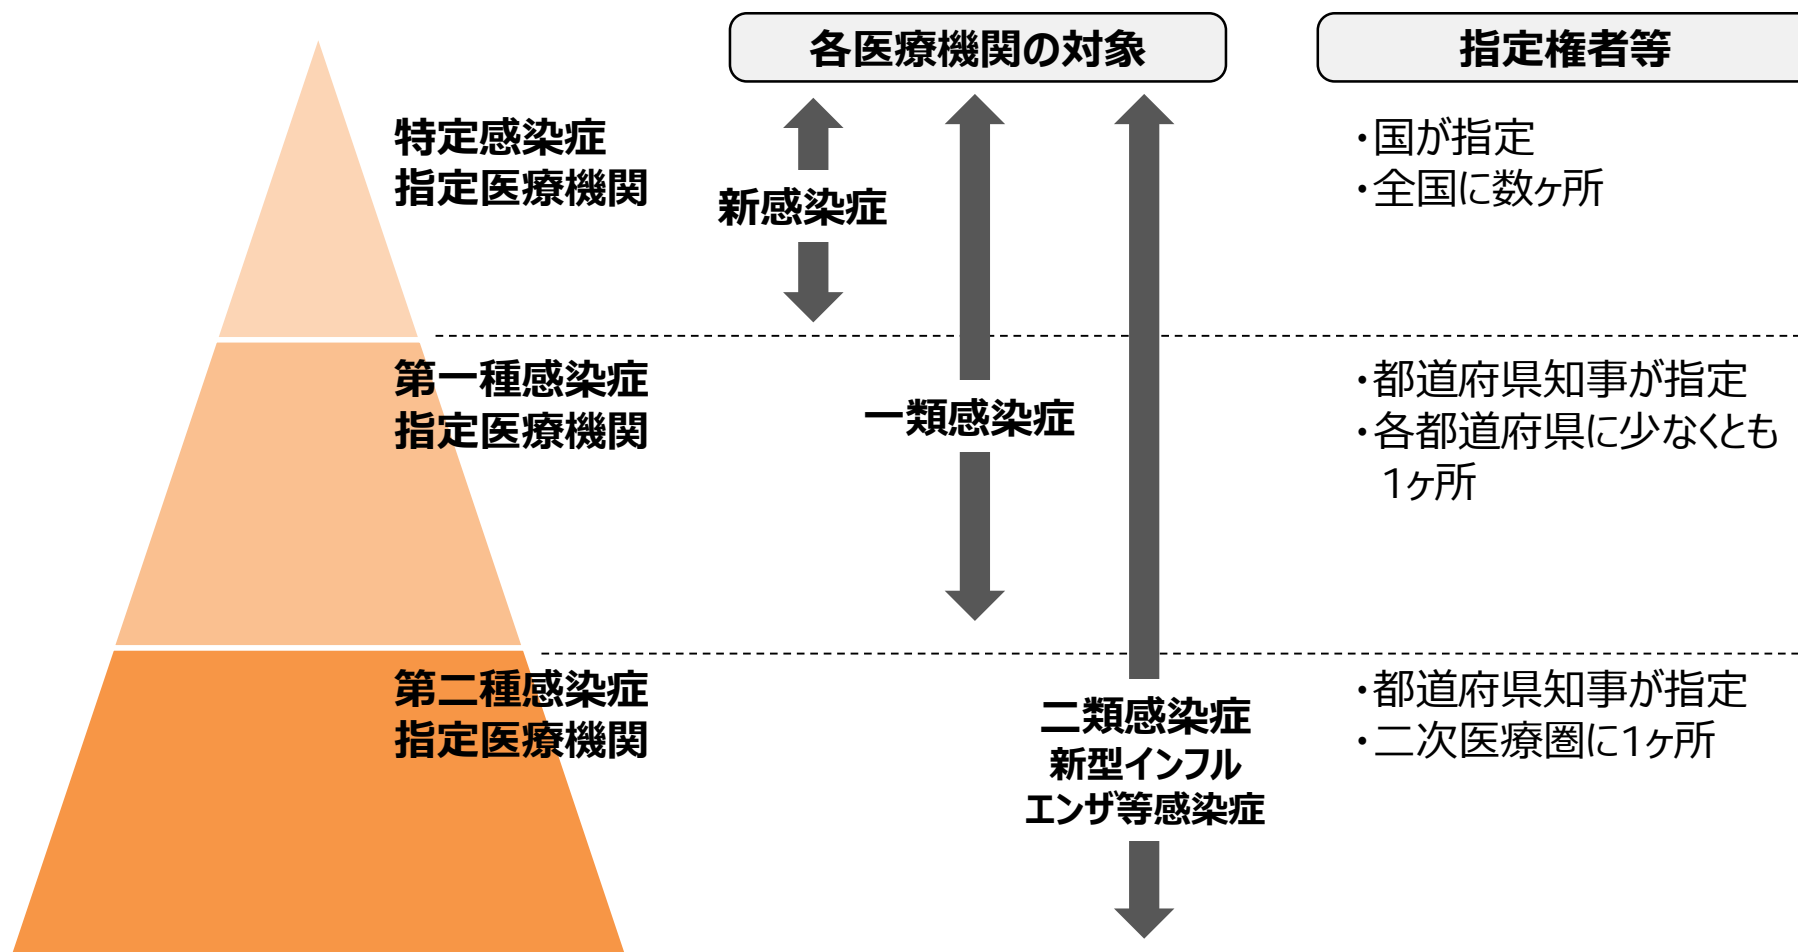 各医療機関の対象
指定権者等
特定感染症
指定医療機関
新感染症
・国が指定
・全国に数ヶ所
第一種感染症
指定医療機関
一類感染症
・都道府県知事が指定
・各都道府県に少なくとも
1ヶ所
第二種感染症
指定医療機関
二類感染症
新型インフル
エンザ等感染症
・都道府県知事が指定
・二次医療圏に1ヶ所